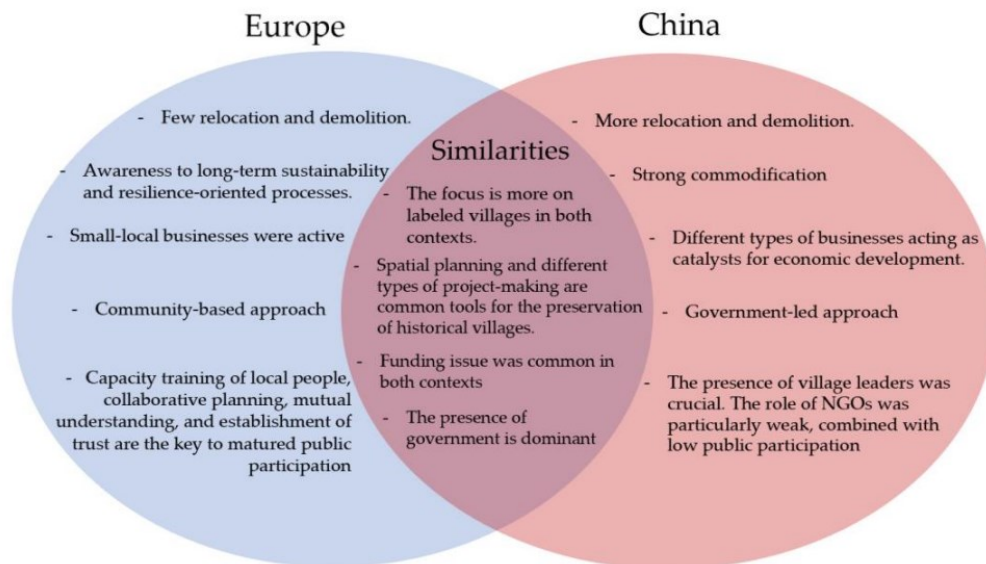 Europe
China
- Few relocation and demolition.
- Awareness to long-term sustainability
and resilience-oriented processes.
- Small-local businesses were active
- Community-based approach
- Capacity training of local people,
collaborative planning, mutual
understanding, and establishment of
trust are the key to matured public
participation
Similarities
- The focus is more on
labeled villages in both
contexts.
- Spatial planning and different
types of project-making are
common tools for the preservation
of historical villages.
- Funding issue was common in
both contexts
- The presence of
government is dominant
- More relocation and demolition.
- Strong commodification
- Different types of businesses acting as
catalysts for economic development.
- Government-led approach
- The presence of village leaders was
crucial. The role of NGOs was
particularly weak, combined with
low public participation